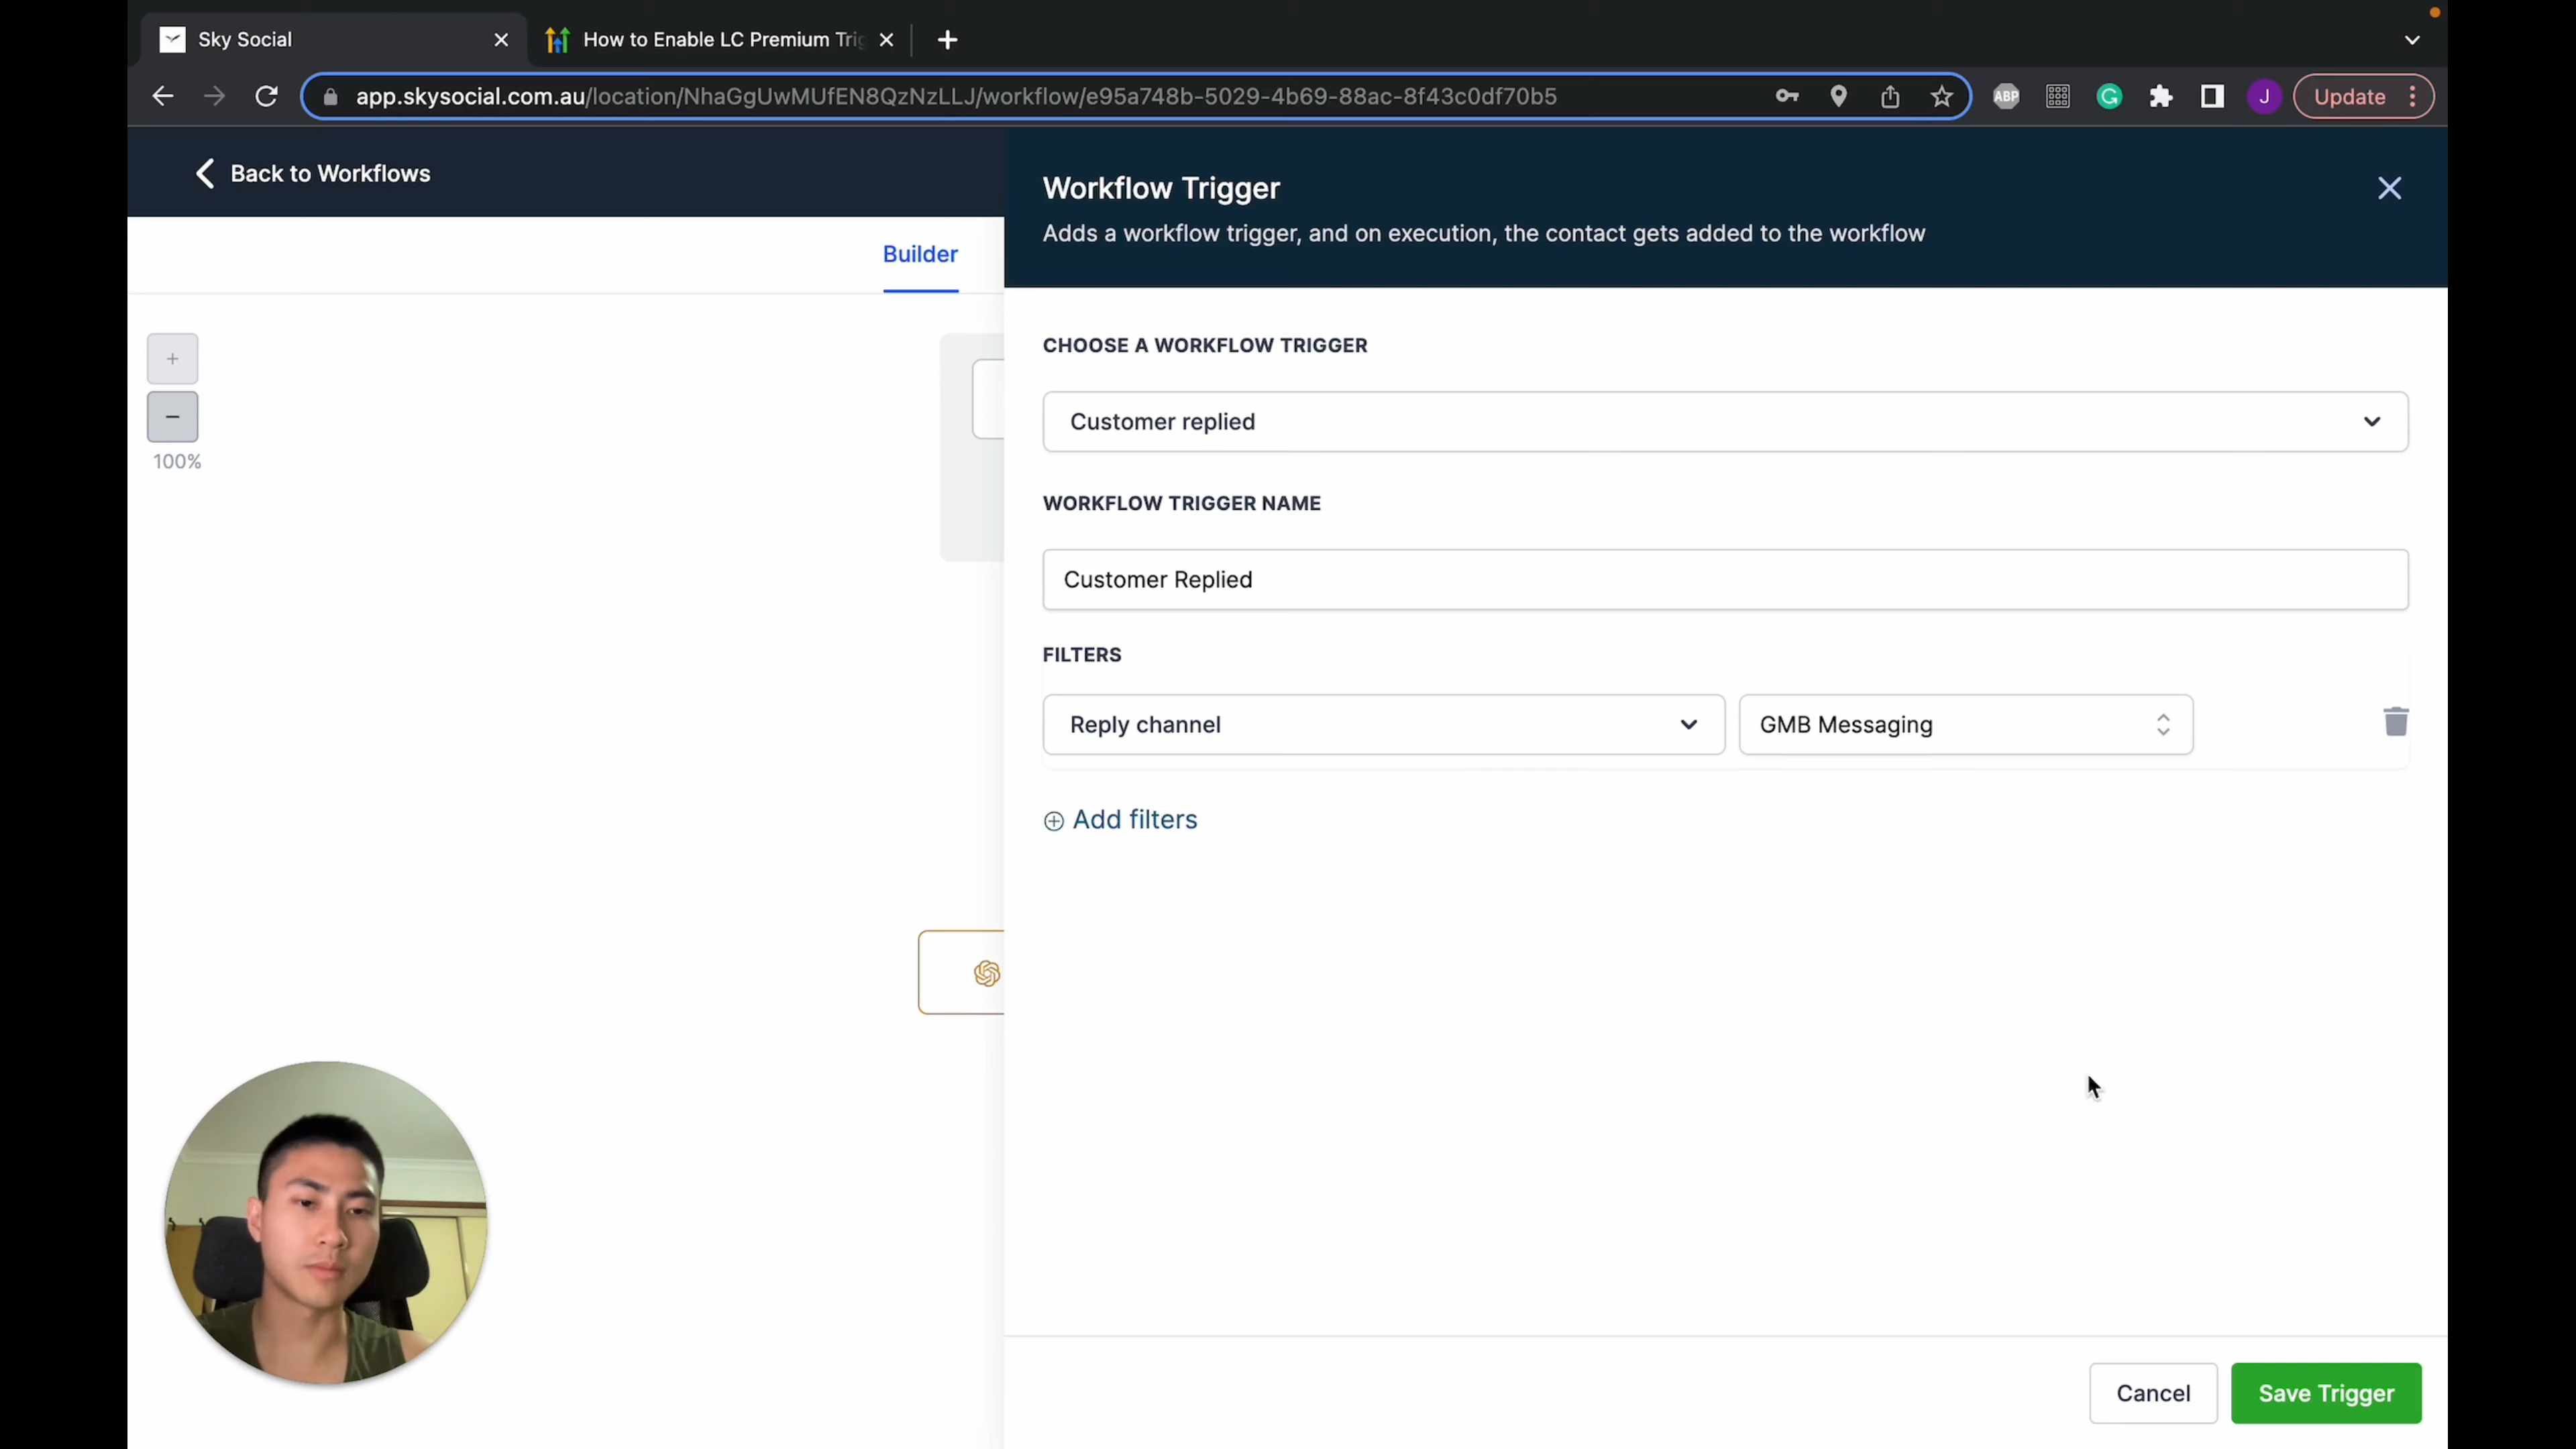 Sky Social
How to Enable LC Premium Trig
app.skysocial.com.au/location/NhaGgUwMUfEN8QzNzLLJ/workflow/e95a748b-5029-4b69-88ac-8f43c0df70b5
ABP
G
J
Update
Back to Workflows
Builder
+
−
100%
Workflow Trigger
Adds a workflow trigger, and on execution, the contact gets added to the workflow
CHOOSE A WORKFLOW TRIGGER
Customer replied
WORKFLOW TRIGGER NAME
Customer Replied
FILTERS
Reply channel
GMB Messaging
Add filters
Cancel
Save Trigger